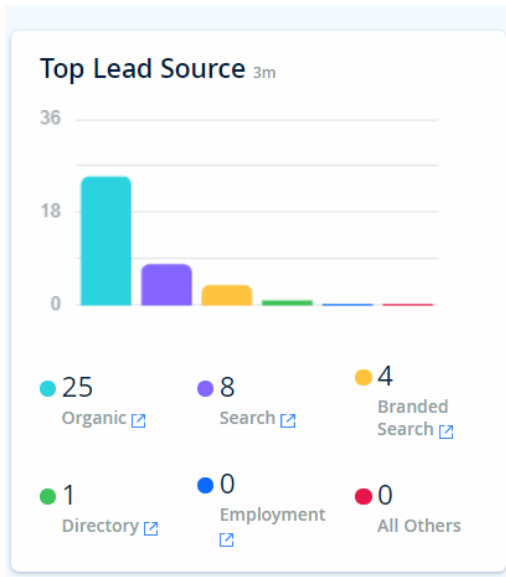 Top Lead Source 3m
36
18
0
25
Organic
8
Search
4
Branded
Search
1
Directory
0
Employment
0
All Others